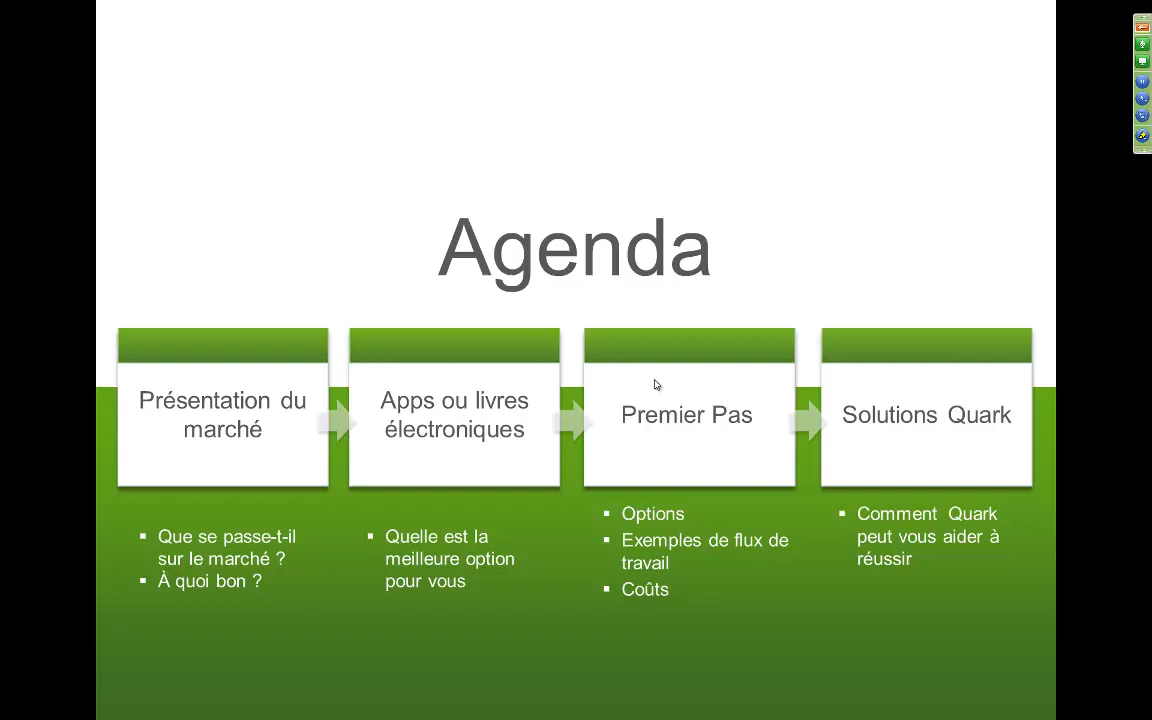 Agenda
Présentation du
marché
Apps ou livres
électroniques
Premier Pas
Solutions Quark
▪ Que se passe-t-il
sur le marché ?
▪ À quoi bon ?
▪ Quelle est la
meilleure option
pour vous
▪ Options
▪ Exemples de flux de
travail
▪ Coûts
▪ Comment Quark
peut vous aider à
réussir